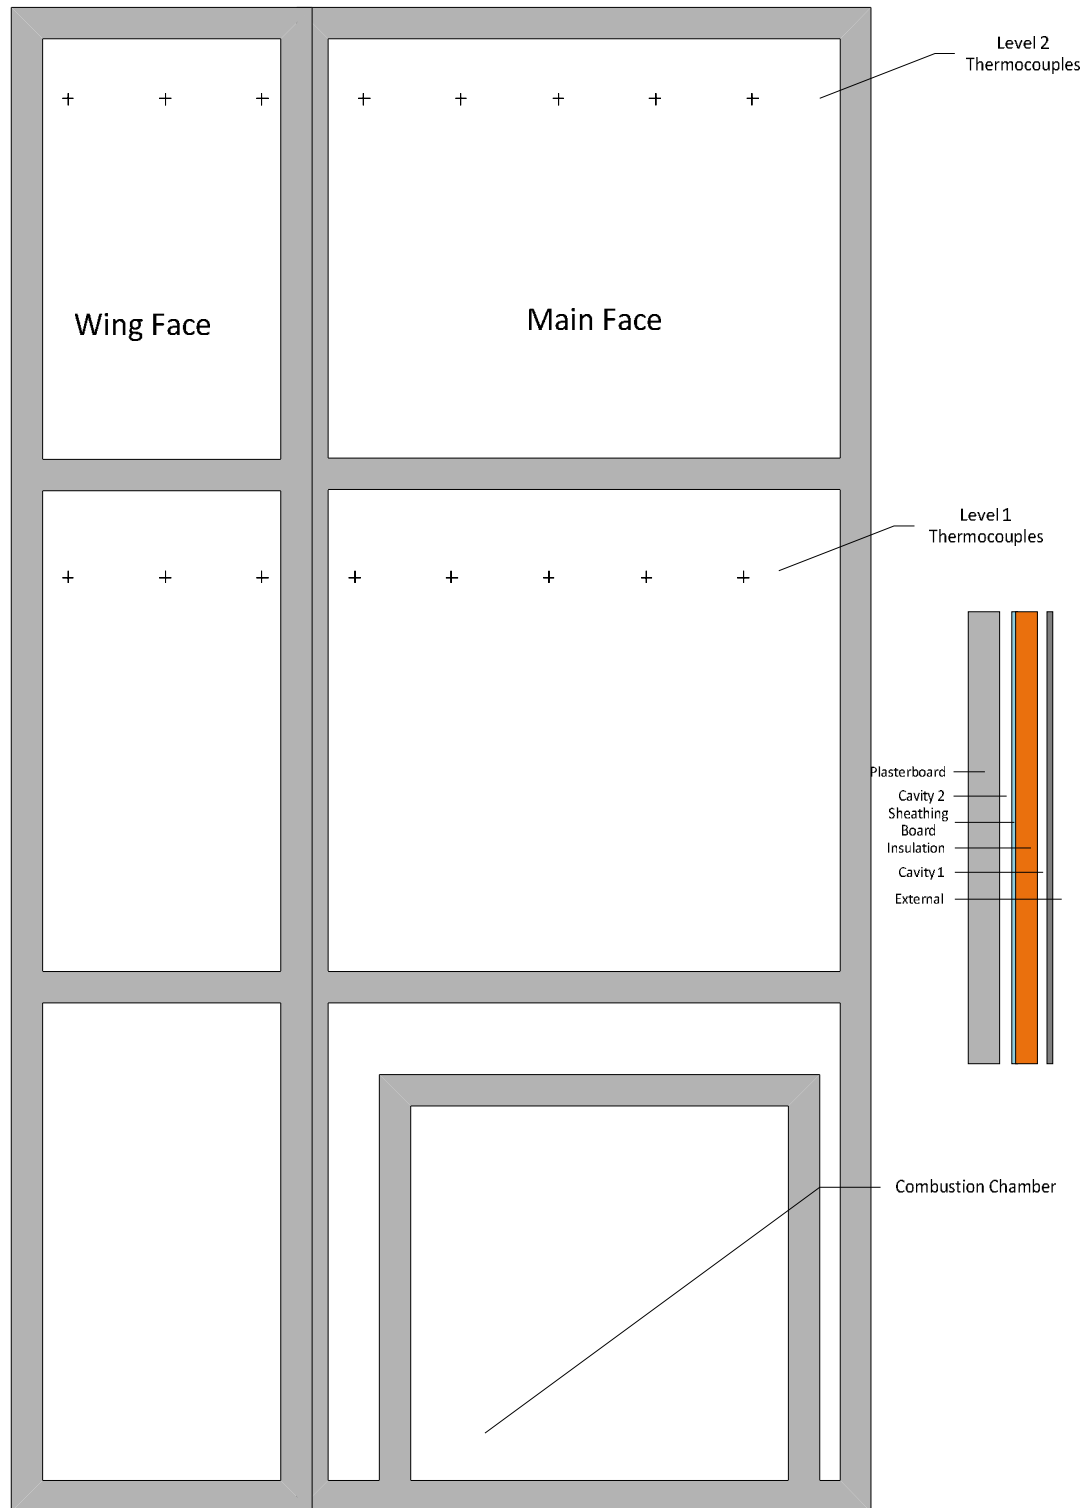 Level 2
Thermocouples
Wing Face
Main Face
Level 1
Thermocouples
Plasterboard
Cavity 2
Sheathing
Board
Insulation
Cavity 1
External
Combustion Chamber